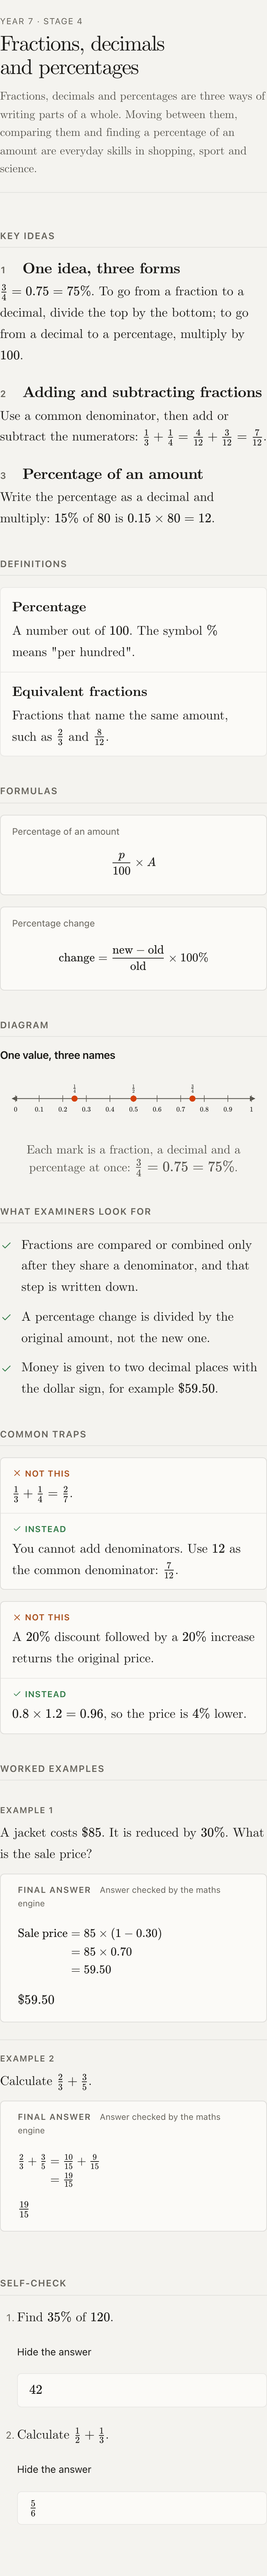 YEAR 7 · STAGE 4
Fractions, decimals
and percentages
Fractions, decimals and percentages are three ways of
writing parts of a whole. Moving between them,
comparing them and finding a percentage of an
amount are everyday skills in shopping, sport and
science.
KEY IDEAS
1 One idea, three forms
3/4 = 0.75 = 75%. To go from a fraction to a
decimal, divide the top by the bottom; to go
from a decimal to a percentage, multiply by
100.
2 Adding and subtracting fractions
Use a common denominator, then add or
subtract the numerators: 1/3 + 1/4 = 4/12 + 3/12 = 7/12.
3 Percentage of an amount
Write the percentage as a decimal and
multiply: 15% of 80 is 0.15 × 80 = 12.
DEFINITIONS
Percentage
A number out of 100. The symbol %
means "per hundred".
Equivalent fractions
Fractions that name the same amount,
such as 2/3 and 8/12.
FORMULAS
Percentage of an amount
p/100 × A
Percentage change
change = (new − old)/old × 100%
DIAGRAM
One value, three names
1/4 1/2 3/4
0 0.1 0.2 0.3 0.4 0.5 0.6 0.7 0.8 0.9 1
Each mark is a fraction, a decimal and a
percentage at once: 3/4 = 0.75 = 75%.
WHAT EXAMINERS LOOK FOR
✓ Fractions are compared or combined only
after they share a denominator, and that
step is written down.
✓ A percentage change is divided by the
original amount, not the new one.
✓ Money is given to two decimal places with
the dollar sign, for example $59.50.
COMMON TRAPS
× NOT THIS
1/3 + 1/4 = 2/7.
✓ INSTEAD
You cannot add denominators. Use 12 as
the common denominator: 7/12.
× NOT THIS
A 20% discount followed by a 20% increase
returns the original price.
✓ INSTEAD
0.8 × 1.2 = 0.96, so the price is 4% lower.
WORKED EXAMPLES
EXAMPLE 1
A jacket costs $85. It is reduced by 30%. What
is the sale price?
FINAL ANSWER Answer checked by the maths
engine
Sale price = 85 × (1 − 0.30)
= 85 × 0.70
= 59.50
$59.50
EXAMPLE 2
Calculate 2/3 + 3/5.
FINAL ANSWER Answer checked by the maths
engine
2/3 + 3/5 = 10/15 + 9/15
= 19/15
19/15
SELF-CHECK
1. Find 35% of 120.
Hide the answer
42
2. Calculate 1/2 + 1/3.
Hide the answer
5/6